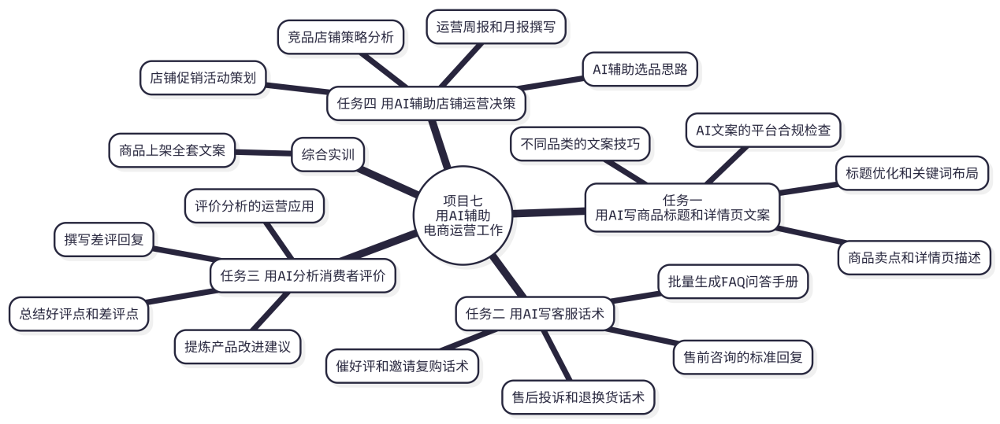 运营周报和月报撰写
竞品店铺策略分析
AI辅助选品思路
店铺促销活动策划
任务四 用AI辅助店铺运营决策
AI文案的平台合规检查
不同品类的文案技巧
商品上架全套文案
综合实训
标题优化和关键词布局
项目七
用AI辅助
电商运营工作
任务一
用AI写商品标题和详情页文案
评价分析的运营应用
撰写差评回复
商品卖点和详情页描述
任务三 用AI分析消费者评价
批量生成FAQ问答手册
总结好评点和差评点
任务二 用AI写客服话术
提炼产品改进建议
售前咨询的标准回复
催好评和邀请复购话术
售后投诉和退换货话术